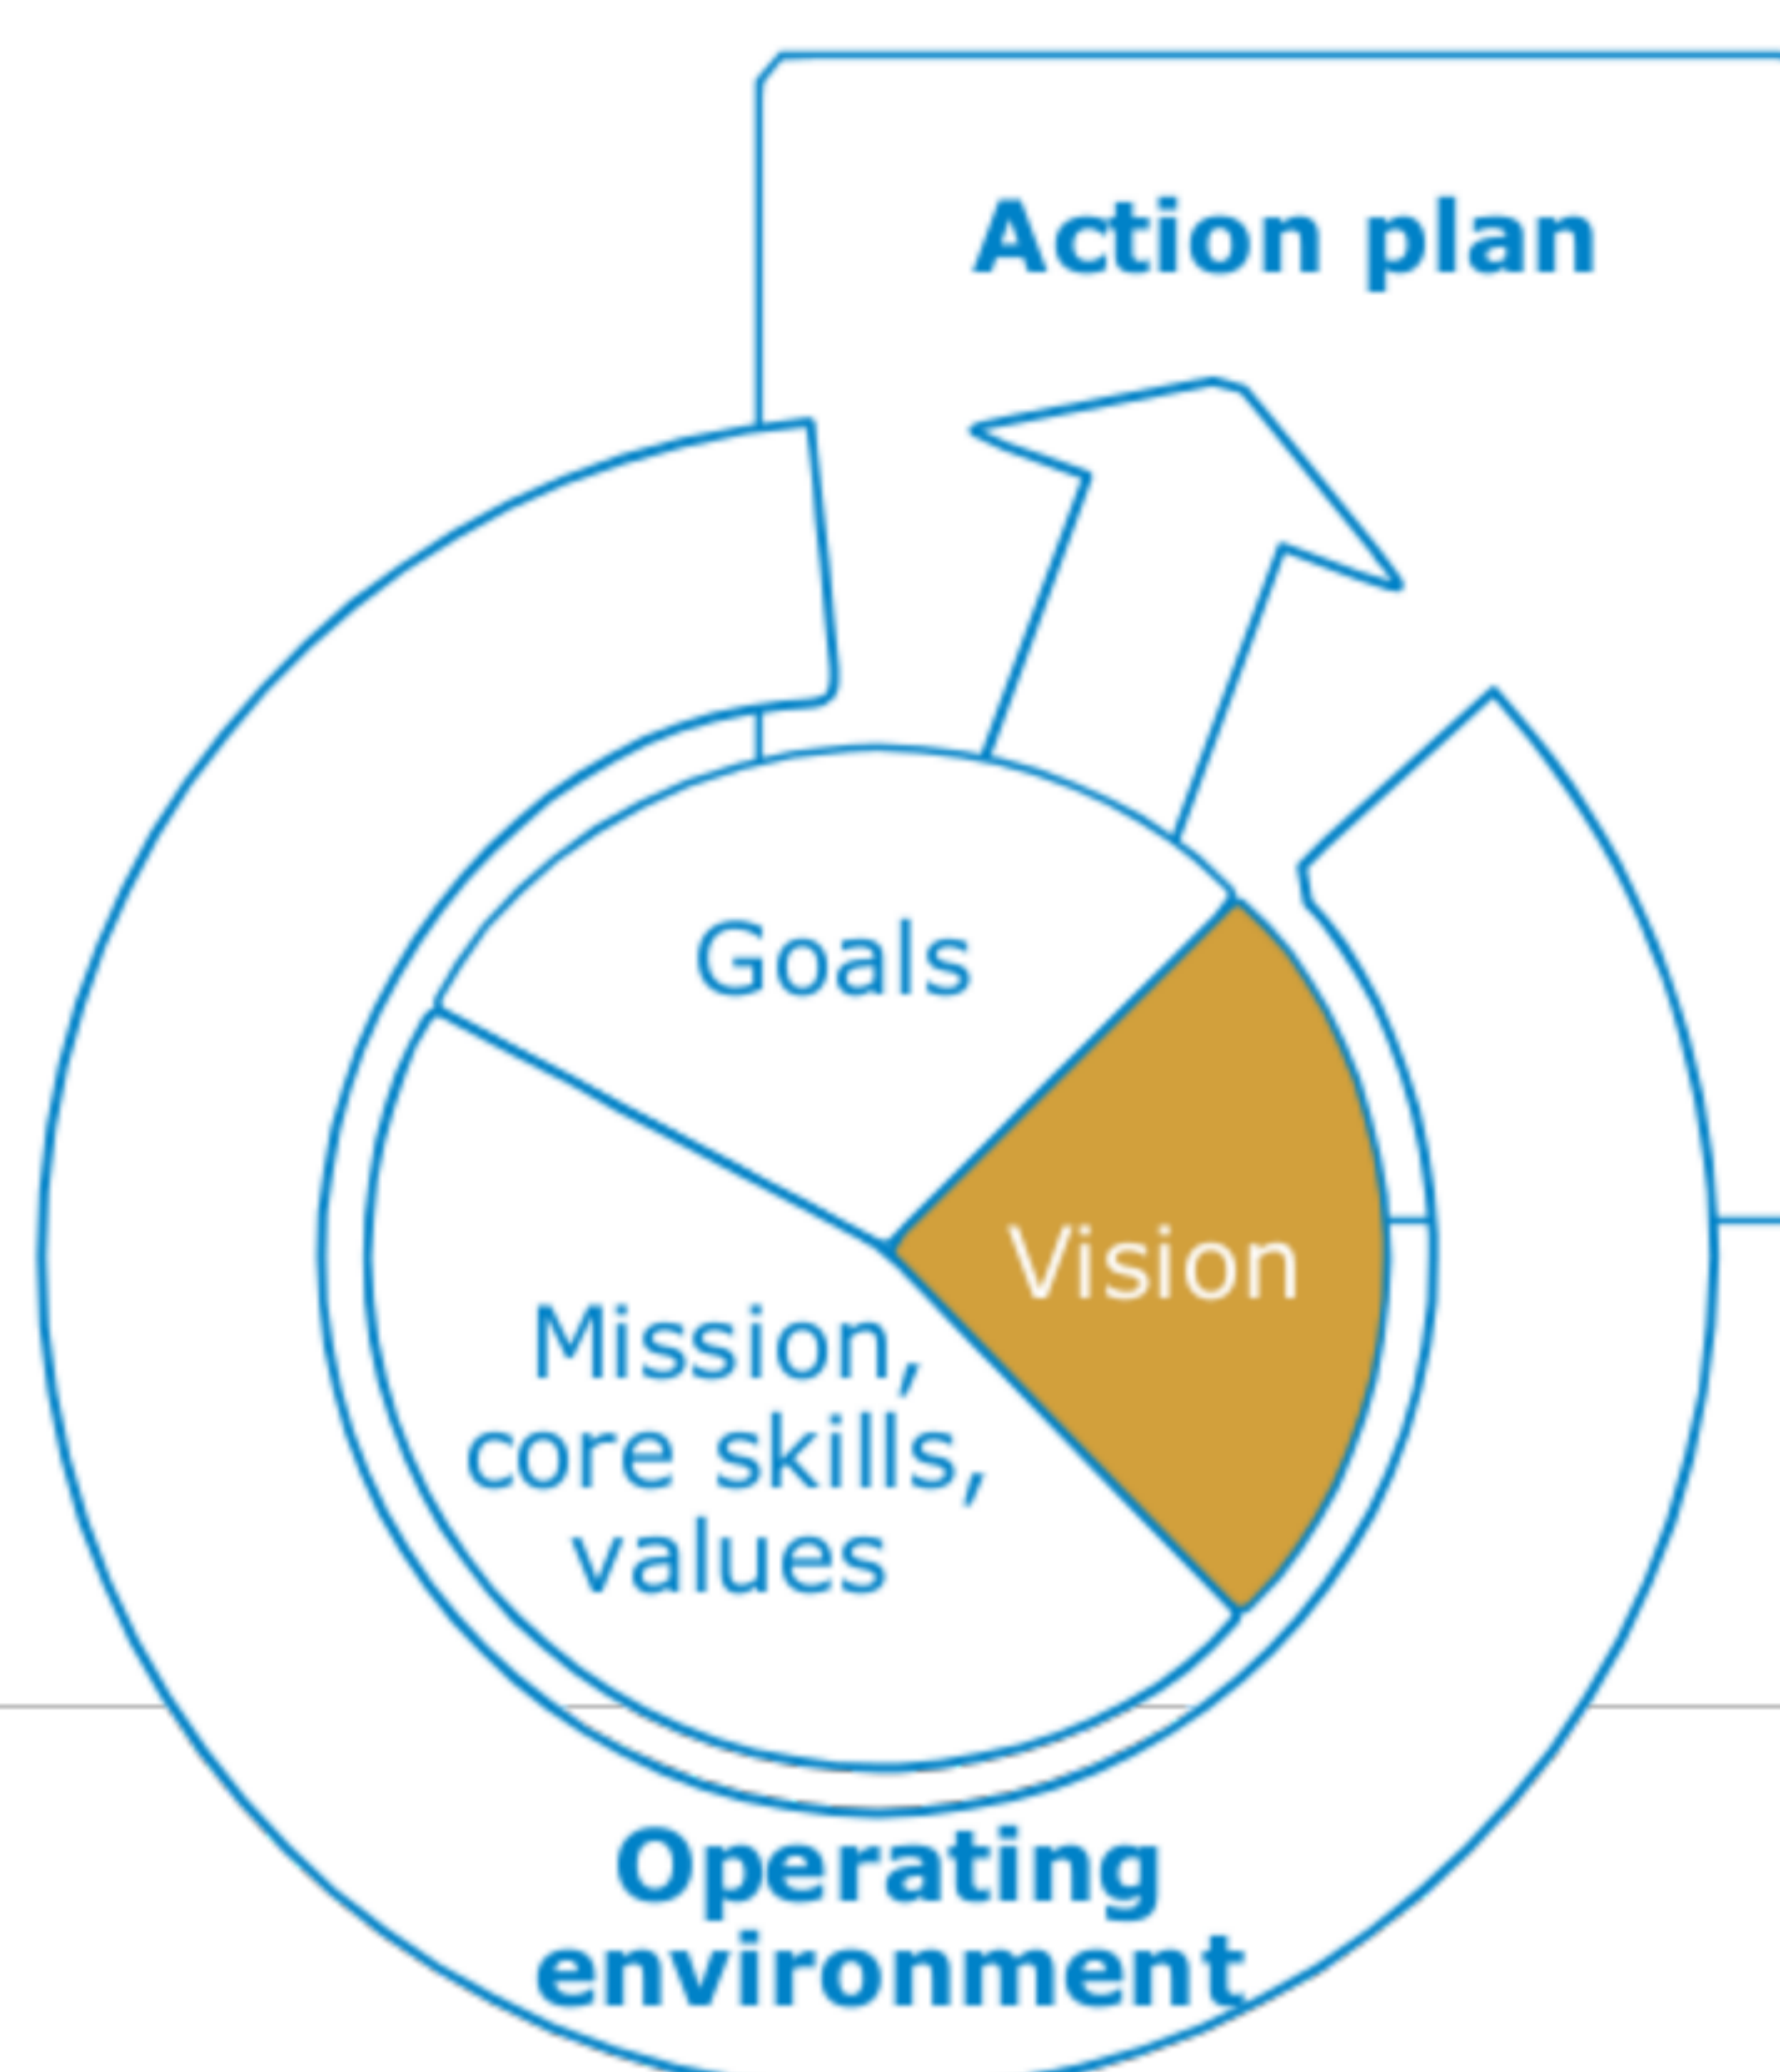 Action plan
Goals
Vision
Mission,
core skills,
values
Operating
environment